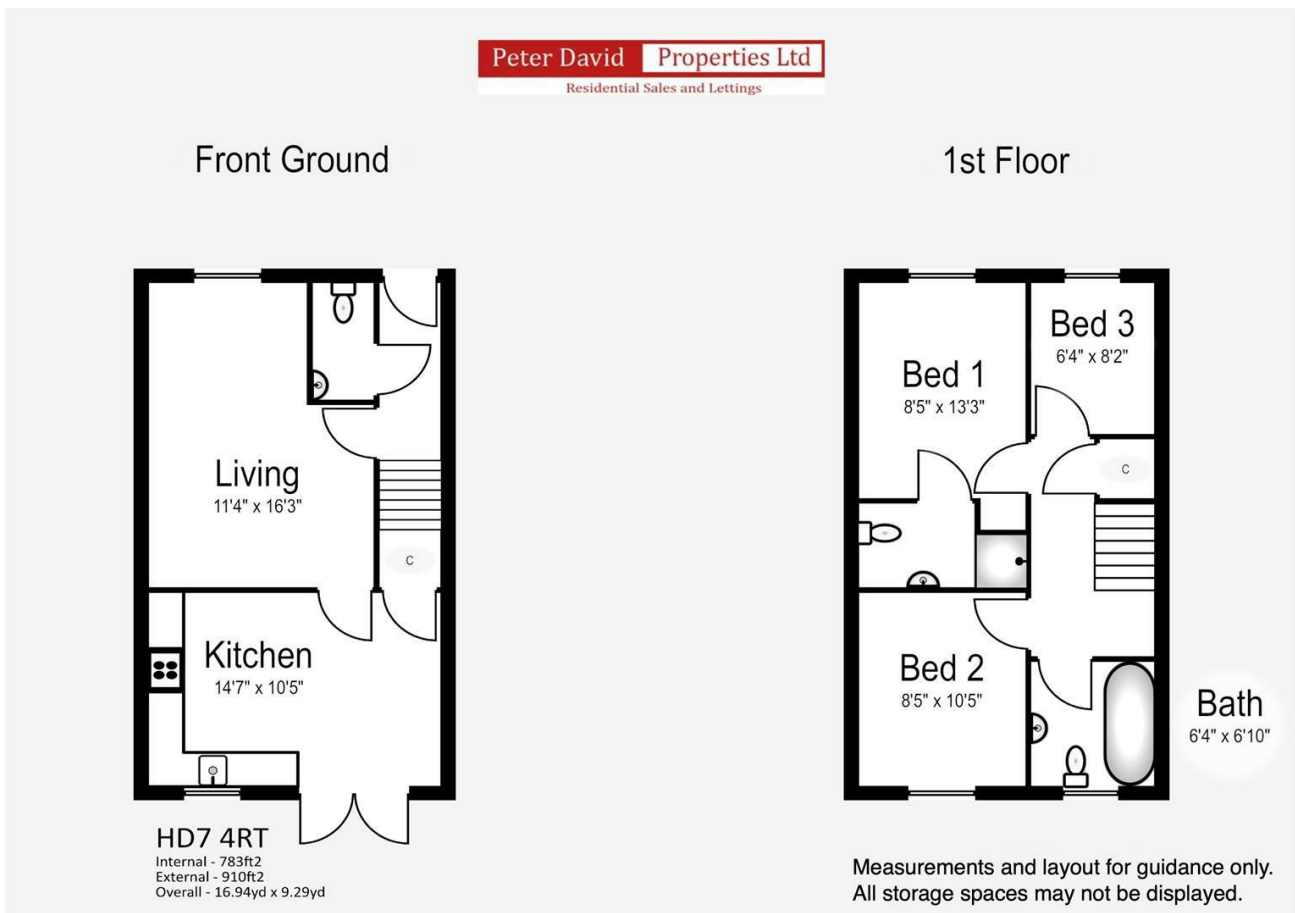 Peter David Properties Ltd
Residential Sales and Lettings
Front Ground
1st Floor
Living
11'4" x 16'3"
C
Kitchen
14'7" x 10'5"
Bed 1
8'5" x 13'3"
Bed 3
6'4" x 8'2"
C
Bed 2
8'5" x 10'5"
Bath
6'4" x 6'10"
HD7 4RT
Internal - 783ft2
External - 910ft2
Overall - 16.94yd x 9.29yd
Measurements and layout for guidance only.
All storage spaces may not be displayed.